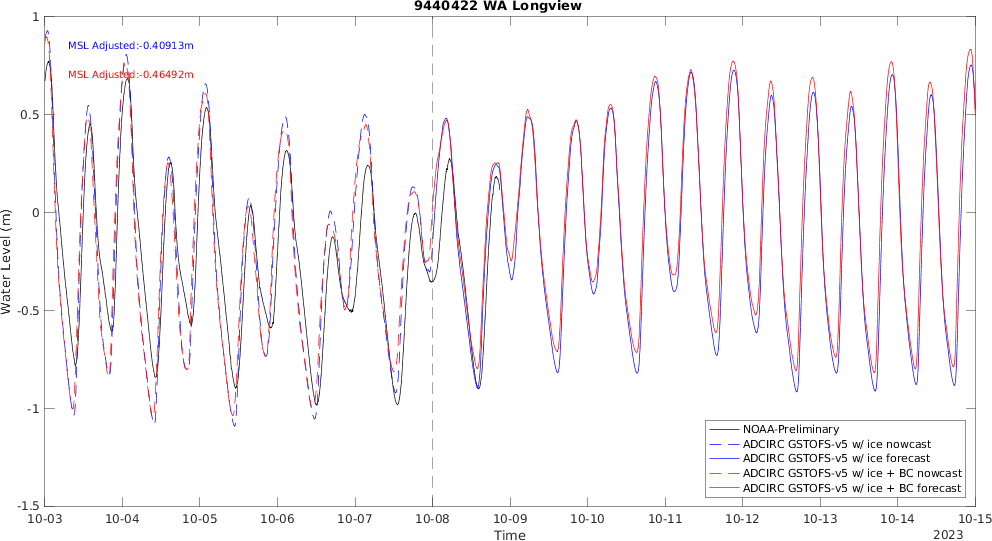 9440422 WA Longview
MSL Adjusted:-0.40913m
MSL Adjusted:-0.46492m
Water Level (m)
1
0.5
0
-0.5
-1
-1.5
NOAA-Preliminary
ADCIRC GSTOFS-v5 w/ ice nowcast
ADCIRC GSTOFS-v5 w/ ice forecast
ADCIRC GSTOFS-v5 w/ ice + BC nowcast
ADCIRC GSTOFS-v5 w/ ice + BC forecast
10-03 10-04 10-05 10-06 10-07 10-08 10-09 10-10 10-11 10-12 10-13 10-14 10-15
Time
2023